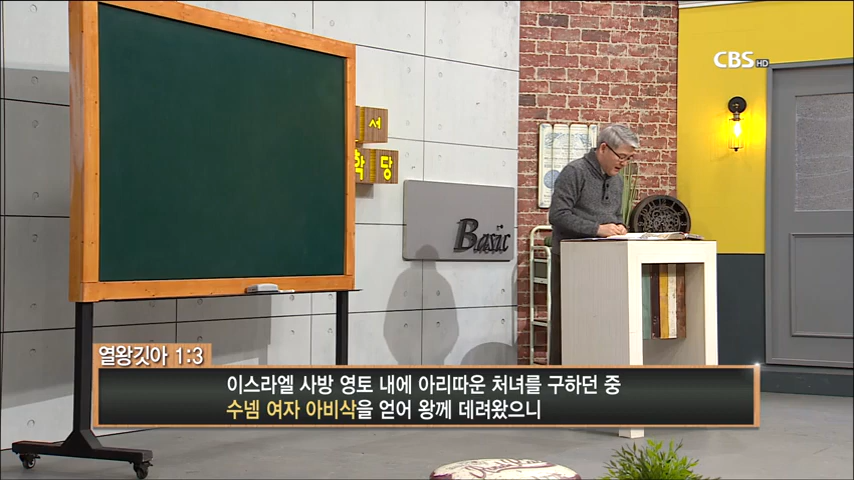 CBS HD
서
학 당
Basic
열왕깃아 1:3
이스라엘 사방 영토 내에 아리따운 처녀를 구하던 중
수넴 여자 아비삭을 얻어 왕께 데려왔으니